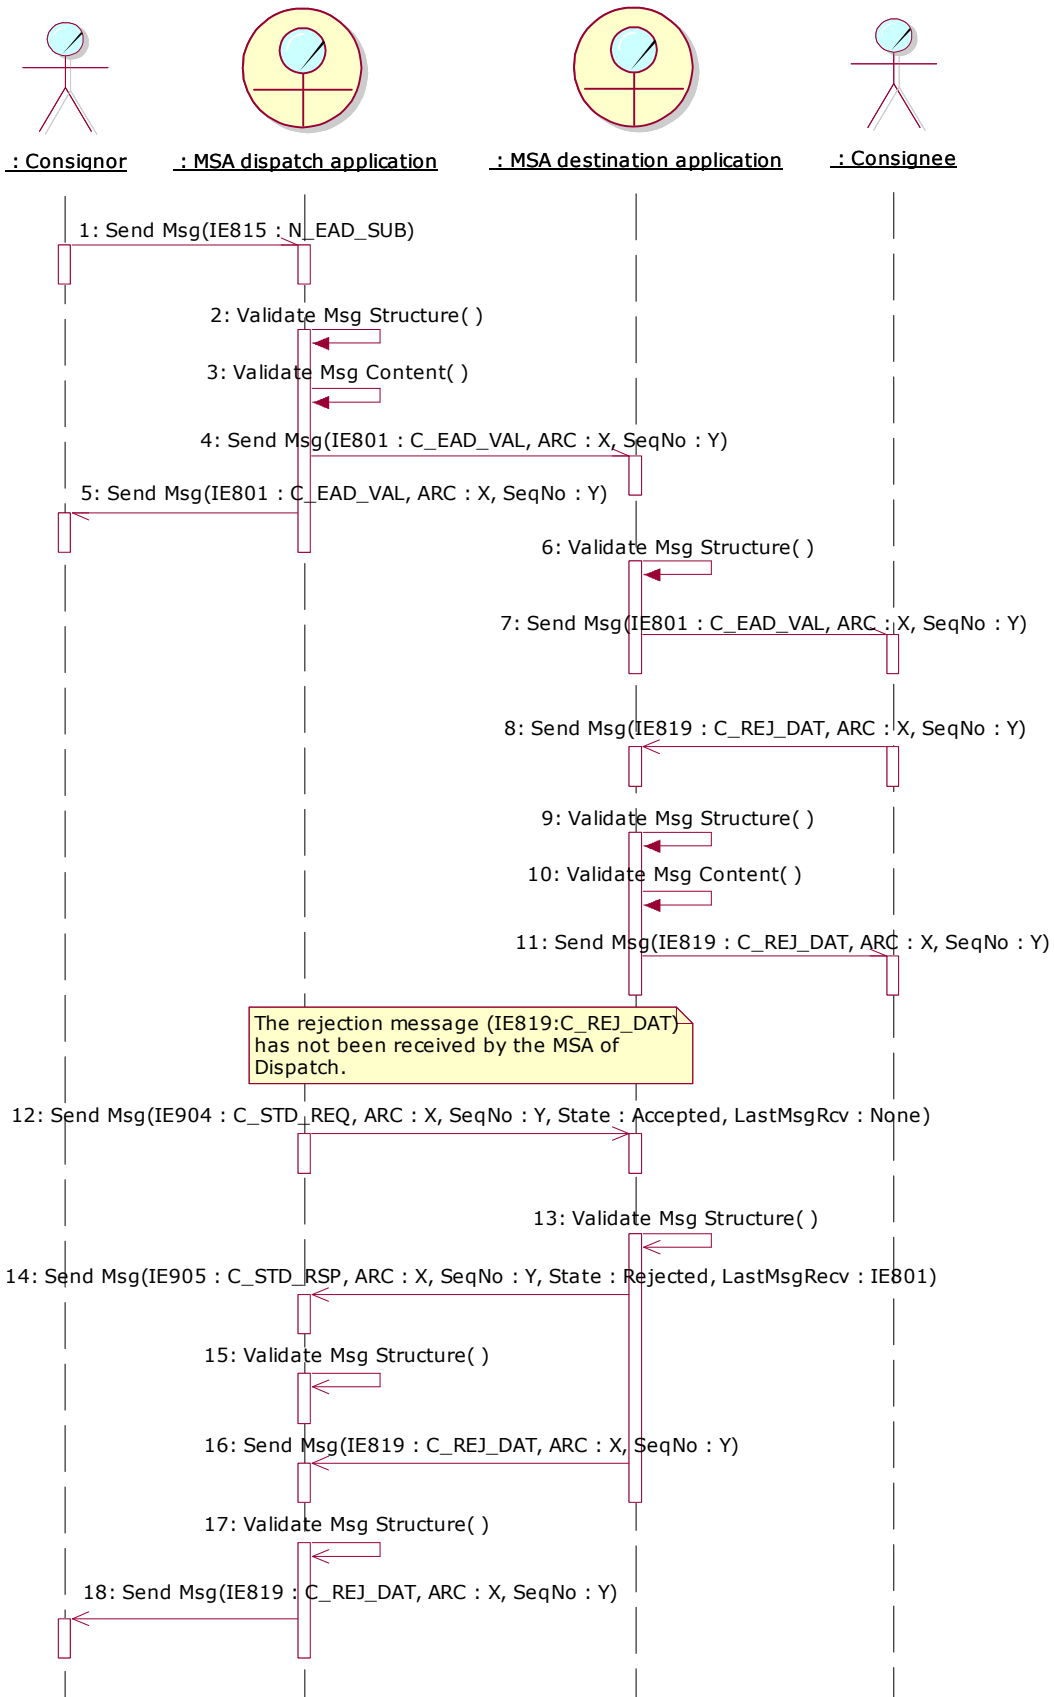 : Consignor
: MSA dispatch application
: MSA destination application
: Consignee
1: Send Msg(IE815 : N_EAD_SUB)
2: Validate Msg Structure( )
3: Validate Msg Content( )
4: Send Msg(IE801 : C_EAD_VAL, ARC : X, SeqNo : Y)
5: Send Msg(IE801 : C_EAD_VAL, ARC : X, SeqNo : Y)
6: Validate Msg Structure( )
7: Send Msg(IE801 : C_EAD_VAL, ARC : X, SeqNo : Y)
8: Send Msg(IE819 : C_REJ_DAT, ARC : X, SeqNo : Y)
9: Validate Msg Structure( )
10: Validate Msg Content( )
11: Send Msg(IE819 : C_REJ_DAT, ARC : X, SeqNo : Y)
The rejection message (IE819:C_REJ_DAT)
has not been received by the MSA of
Dispatch.
12: Send Msg(IE904 : C_STD_REQ, ARC : X, SeqNo : Y, State : Accepted, LastMsgRcv : None)
13: Validate Msg Structure( )
14: Send Msg(IE905 : C_STD_RSP, ARC : X, SeqNo : Y, State : Rejected, LastMsgRecv : IE801)
15: Validate Msg Structure( )
16: Send Msg(IE819 : C_REJ_DAT, ARC : X, SeqNo : Y)
17: Validate Msg Structure( )
18: Send Msg(IE819 : C_REJ_DAT, ARC : X, SeqNo : Y)